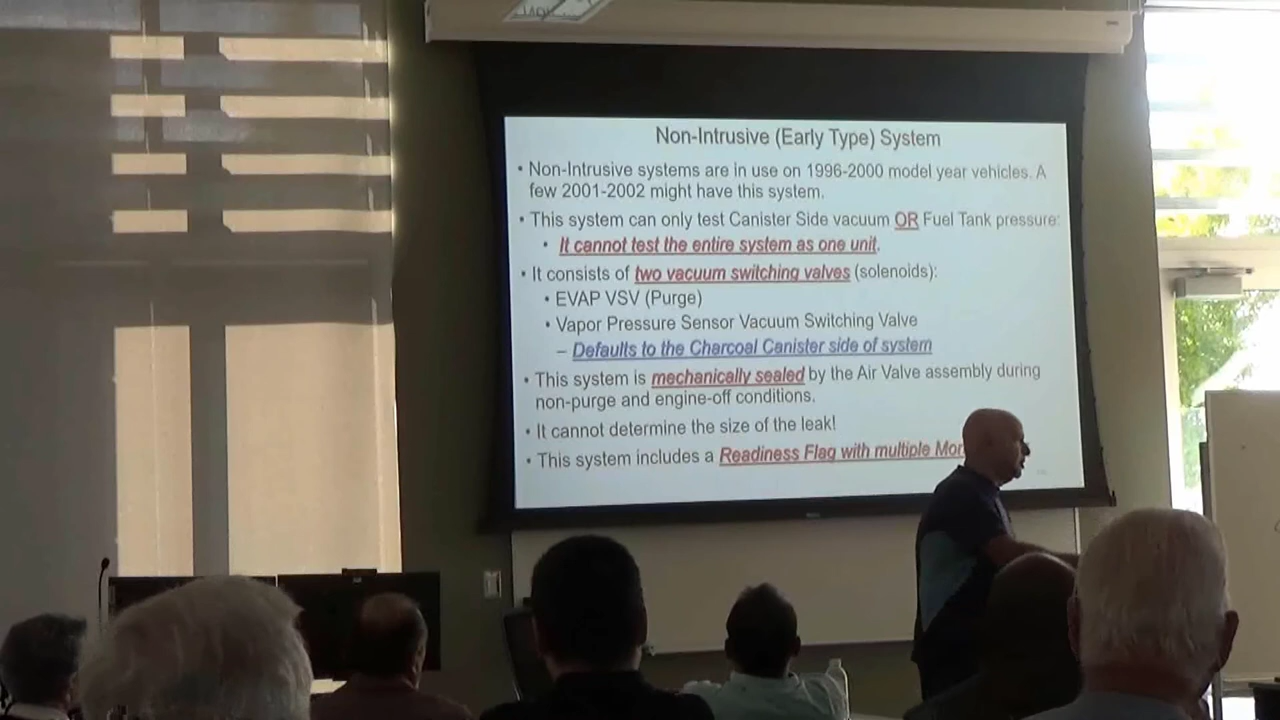 Non-Intrusive (Early Type) System
• Non-Intrusive systems are in use on 1996-2000 model year vehicles. A
few 2001-2002 might have this system.
• This system can only test Canister Side vacuum OR Fuel Tank pressure:
• It cannot test the entire system as one unit.
• It consists of two vacuum switching valves (solenoids):
• EVAP VSV (Purge)
• Vapor Pressure Sensor Vacuum Switching Valve
– Defaults to the Charcoal Canister side of system
• This system is mechanically sealed by the Air Valve assembly during
non-purge and engine-off conditions.
• It cannot determine the size of the leak!
• This system includes a Readiness Flag with multiple